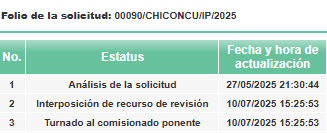 Folio de la solicitud: 00090/CHICONCU/IP/2025
No. Estatus Fecha y hora de actualización
1 Análisis de la solicitud 27/05/2025 21:30:44
2 Interposición de recurso de revisión 10/07/2025 15:25:53
3 Turnado al comisionado ponente 10/07/2025 15:25:53